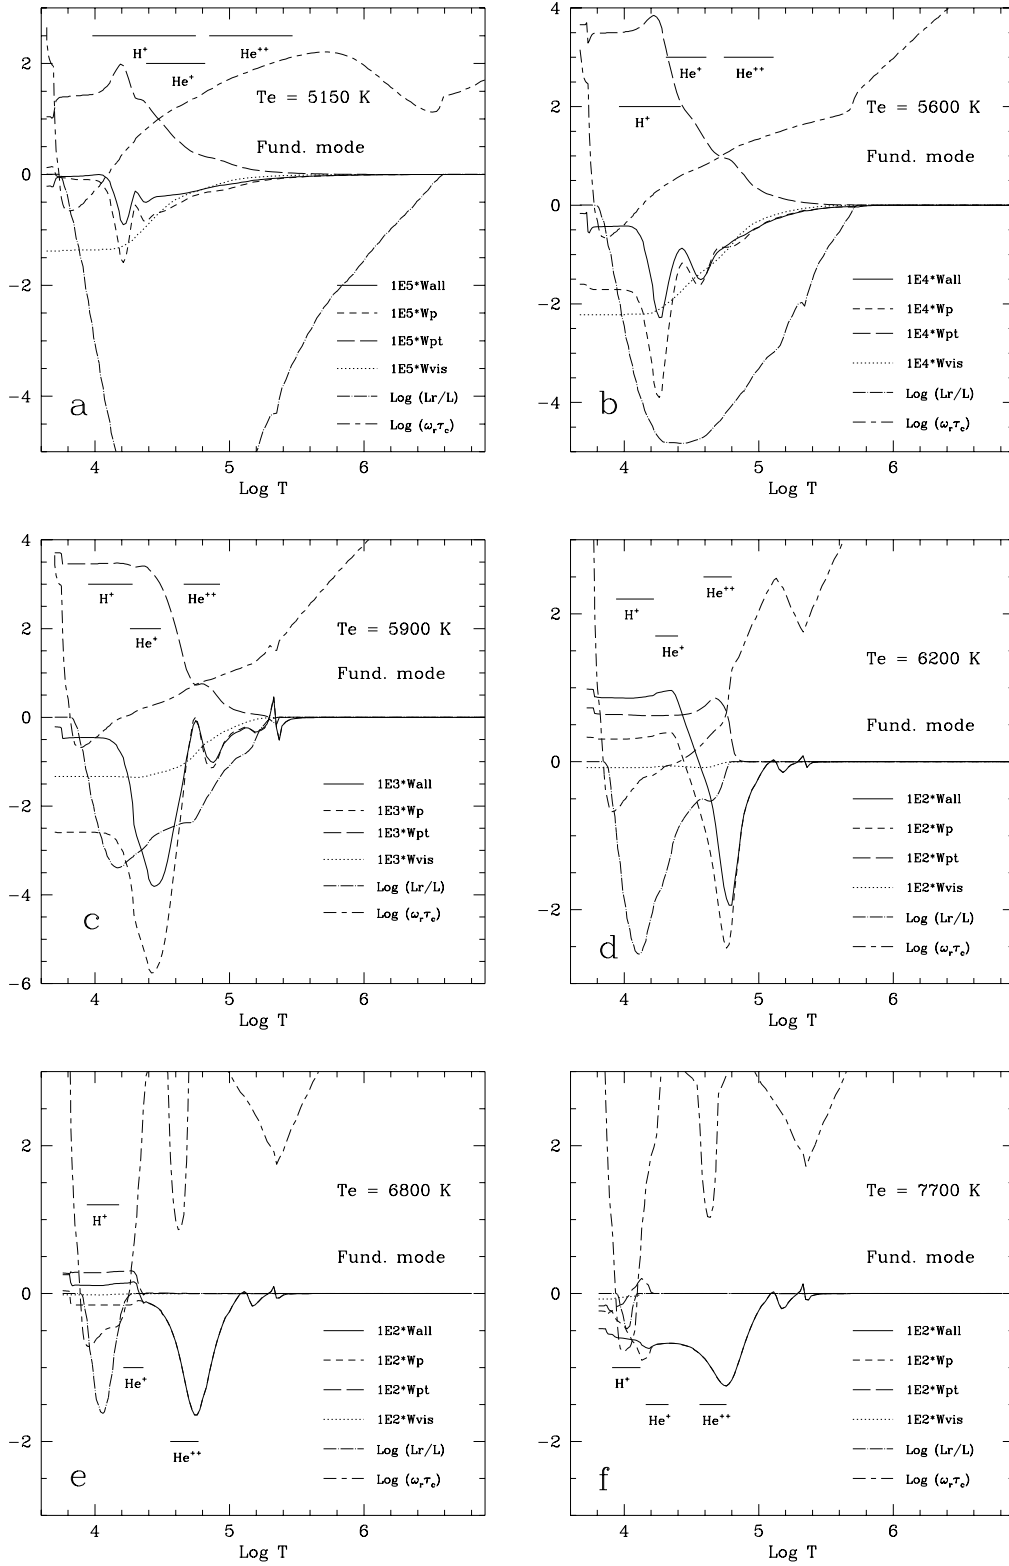 2
0
−2
−4
H+
He++
He+
Te = 5150 K
Fund. mode
1E5*Wall
1E5*Wp
1E5*Wpt
1E5*Wvis
Log (Lr/L)
Log (ωrτc)
a
4 5 6
Log T
4
2
0
−2
−4
He+ He++
H+
Te = 5600 K
Fund. mode
1E4*Wall
1E4*Wp
1E4*Wpt
1E4*Wvis
Log (Lr/L)
Log (ωrτc)
b
4 5 6
Log T
4
2
0
−2
−4
−6
H+ He++
He+
Te = 5900 K
Fund. mode
1E3*Wall
1E3*Wp
1E3*Wpt
1E3*Wvis
Log (Lr/L)
Log (ωrτc)
c
4 5 6
Log T
2
0
−2
He++
H+
He+
Te = 6200 K
Fund. mode
1E2*Wall
1E2*Wp
1E2*Wpt
1E2*Wvis
Log (Lr/L)
Log (ωrτc)
d
4 5 6
Log T
2
0
−2
H+
He+
He++
Te = 6800 K
Fund. mode
1E2*Wall
1E2*Wp
1E2*Wpt
1E2*Wvis
Log (Lr/L)
Log (ωrτc)
e
4 5 6
Log T
2
0
−2
H+
He+ He++
Te = 7700 K
Fund. mode
1E2*Wall
1E2*Wp
1E2*Wpt
1E2*Wvis
Log (Lr/L)
Log (ωrτc)
f
4 5 6
Log T